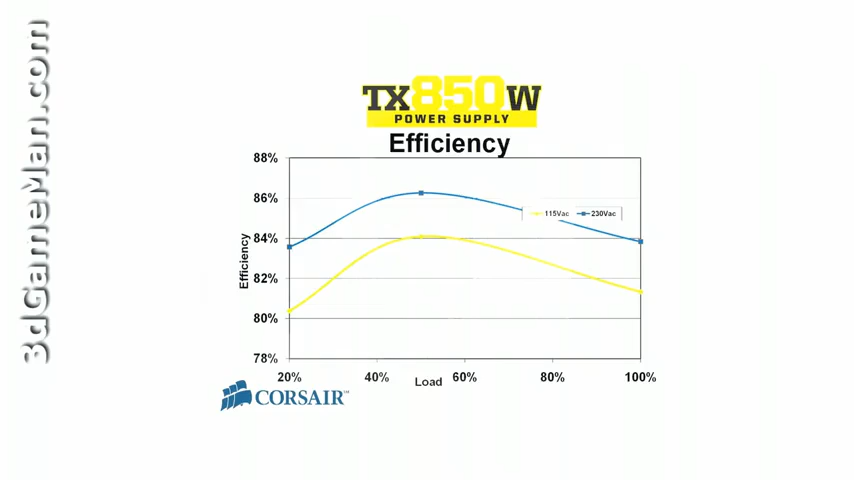 3dGameMan.com
TX850W
POWER SUPPLY
Efficiency
88%
86%
84%
82%
80%
78%
Efficiency
115Vac 230Vac
20% 40% 60% 80% 100%
Load
CORSAIR™